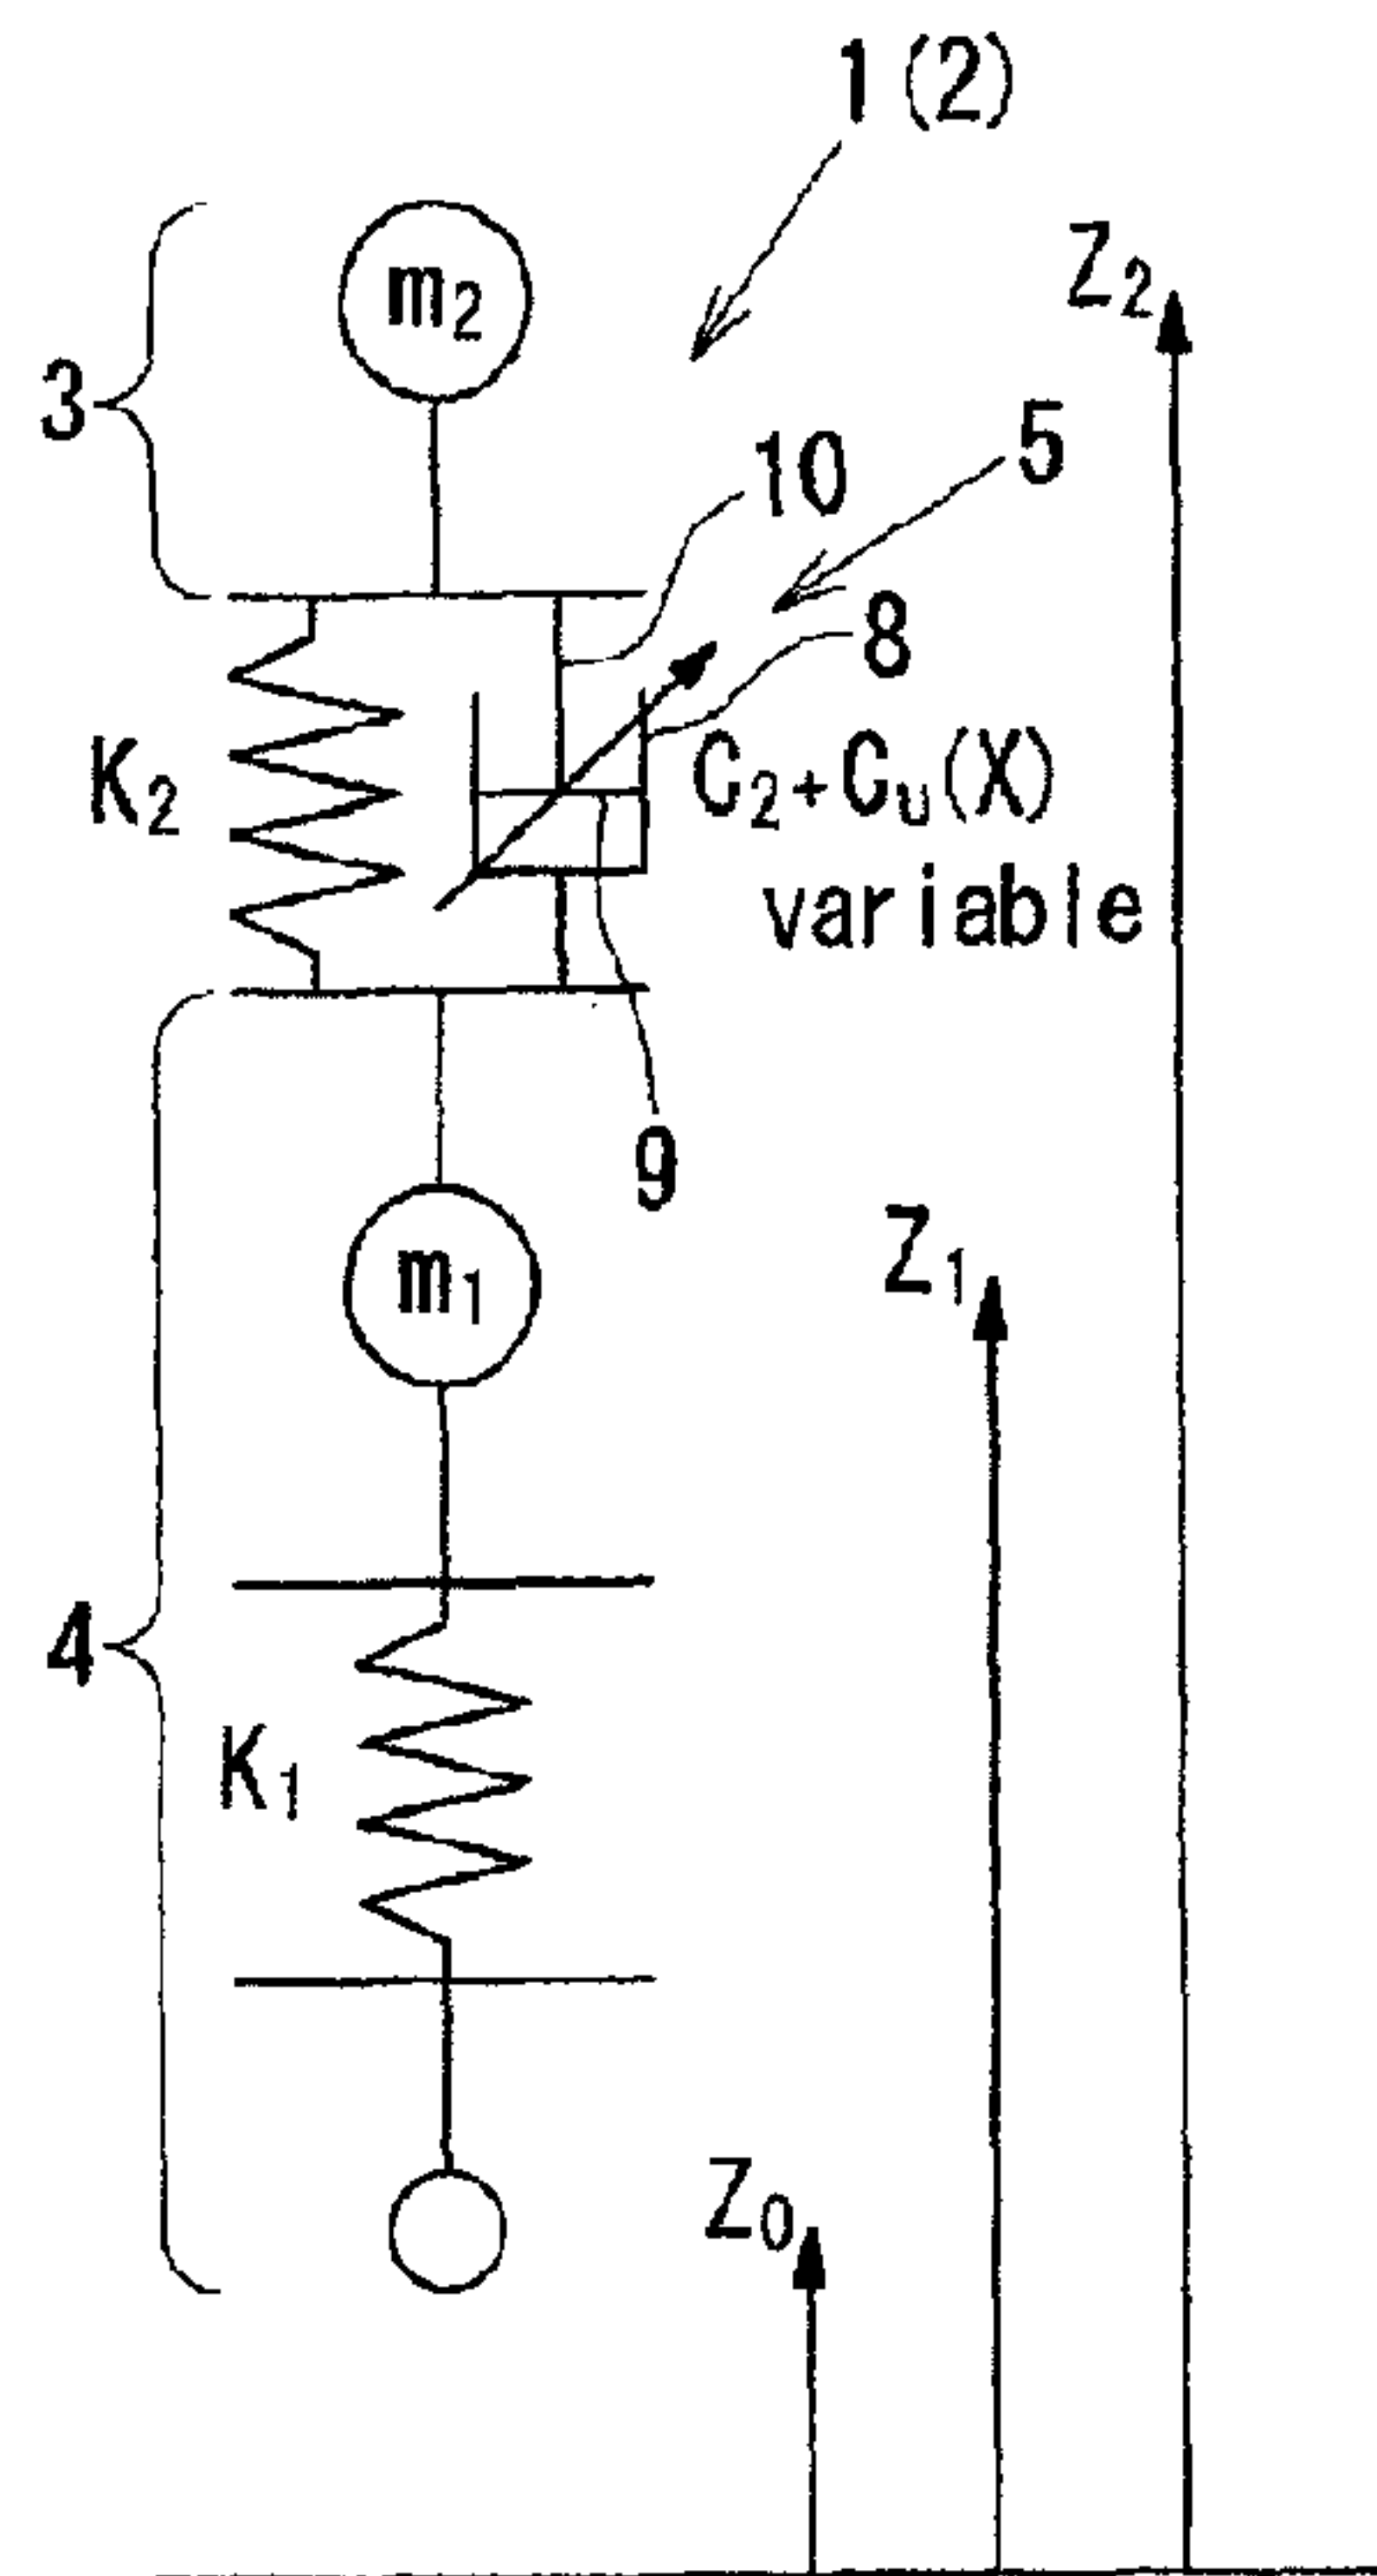 1(2)
Z₂
m₂
3
10
5
8
K₂
C₂+Cᵤ(X)
variable
9
Z₁
m₁
4
K₁
Z₀